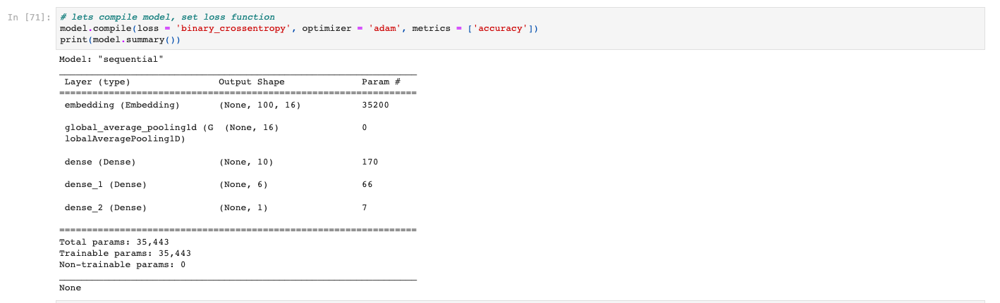 In [71]: # lets compile model, set loss function
model.compile(loss = 'binary_crossentropy', optimizer = 'adam', metrics = ['accuracy'])
print(model.summary())
Model: "sequential"
Layer (type) Output Shape Param #
=================================================================
embedding (Embedding) (None, 100, 16) 35200
global_average_pooling1d (G (None, 16) 0
lobalAveragePooling1D)
dense (Dense) (None, 10) 170
dense_1 (Dense) (None, 6) 66
dense_2 (Dense) (None, 1) 7
=================================================================
Total params: 35,443
Trainable params: 35,443
Non-trainable params: 0
None